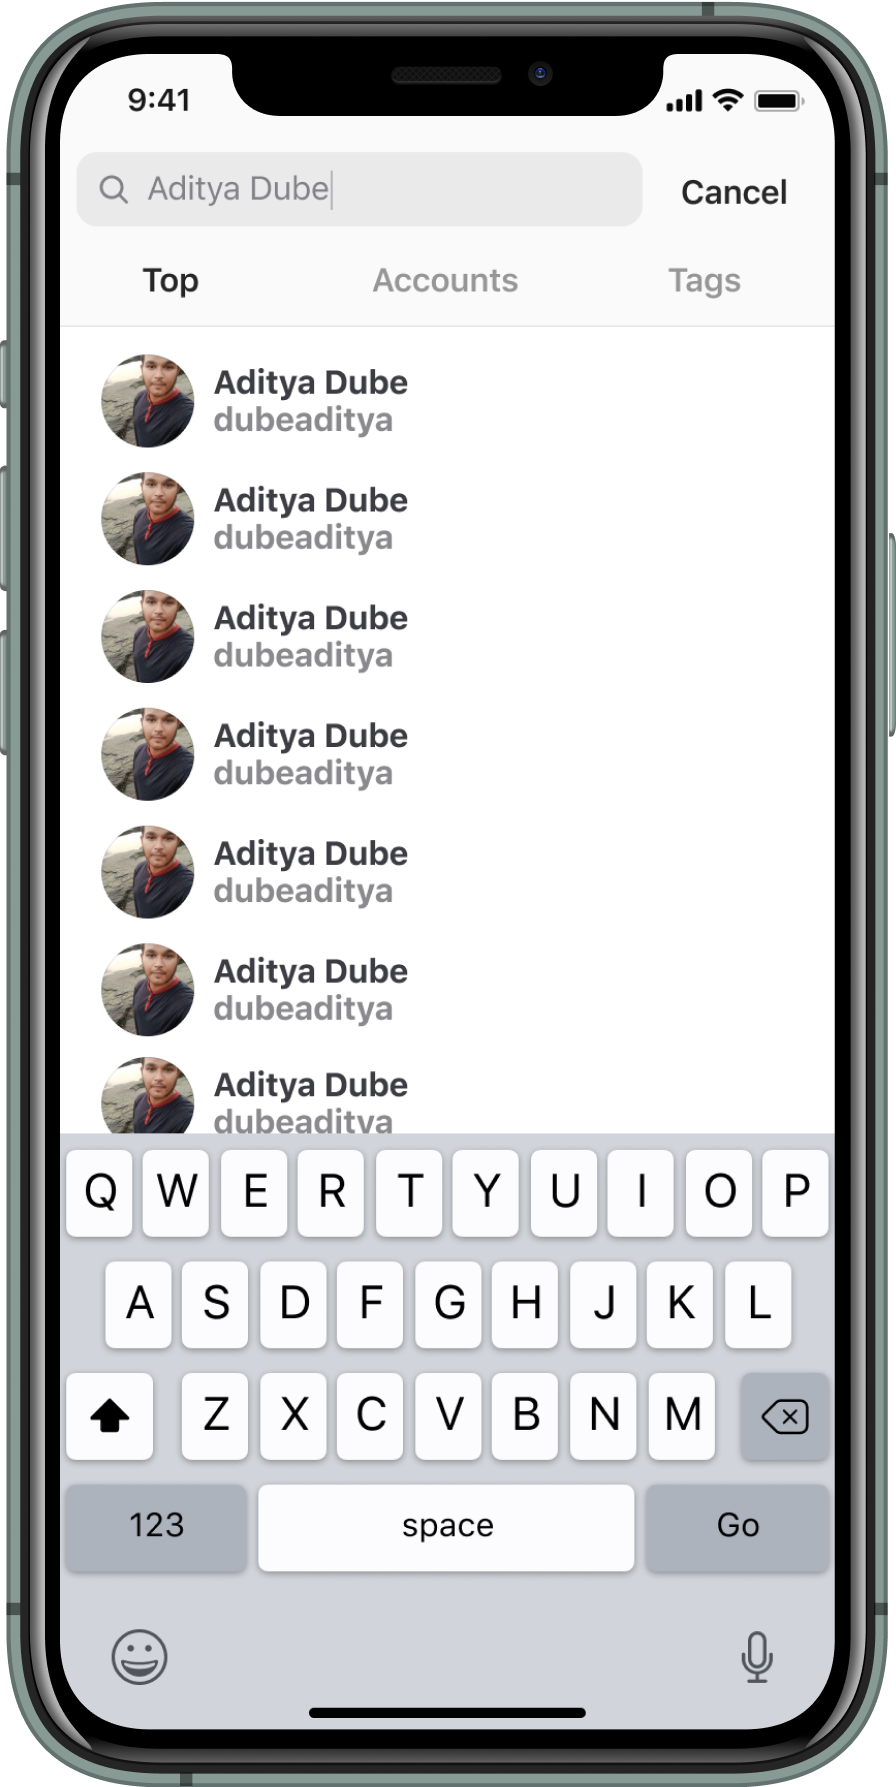 9:41
Aditya Dube
Cancel
Top Accounts Tags
Aditya Dube
dubeaditya
Aditya Dube
dubeaditya
Aditya Dube
dubeaditya
Aditya Dube
dubeaditya
Aditya Dube
dubeaditya
Aditya Dube
dubeaditya
Aditya Dube
dubeaditya
Q W E R T Y U I O P
A S D F G H J K L
Z X C V B N M
123 space Go